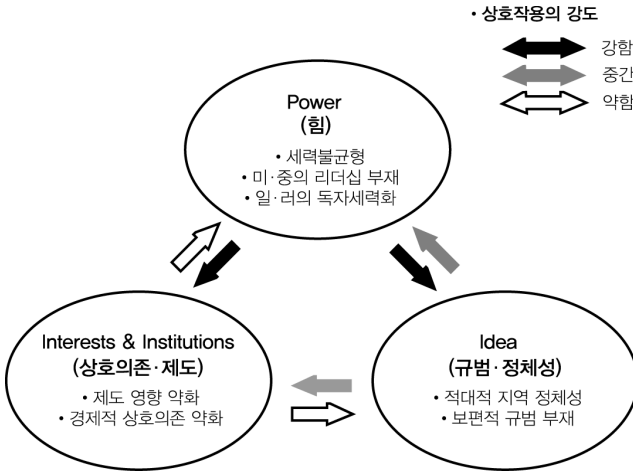 • 상호작용의 강도
강함
중간
약함
Power
(힘)
• 세력불균형
• 미·중의 리더십 부재
• 일·러의 독자세력화
Interests & Institutions
(상호의존·제도)
• 제도 영향 약화
• 경제적 상호의존 약화
Idea
(규범·정체성)
• 적대적 지역 정체성
• 보편적 규범 부재